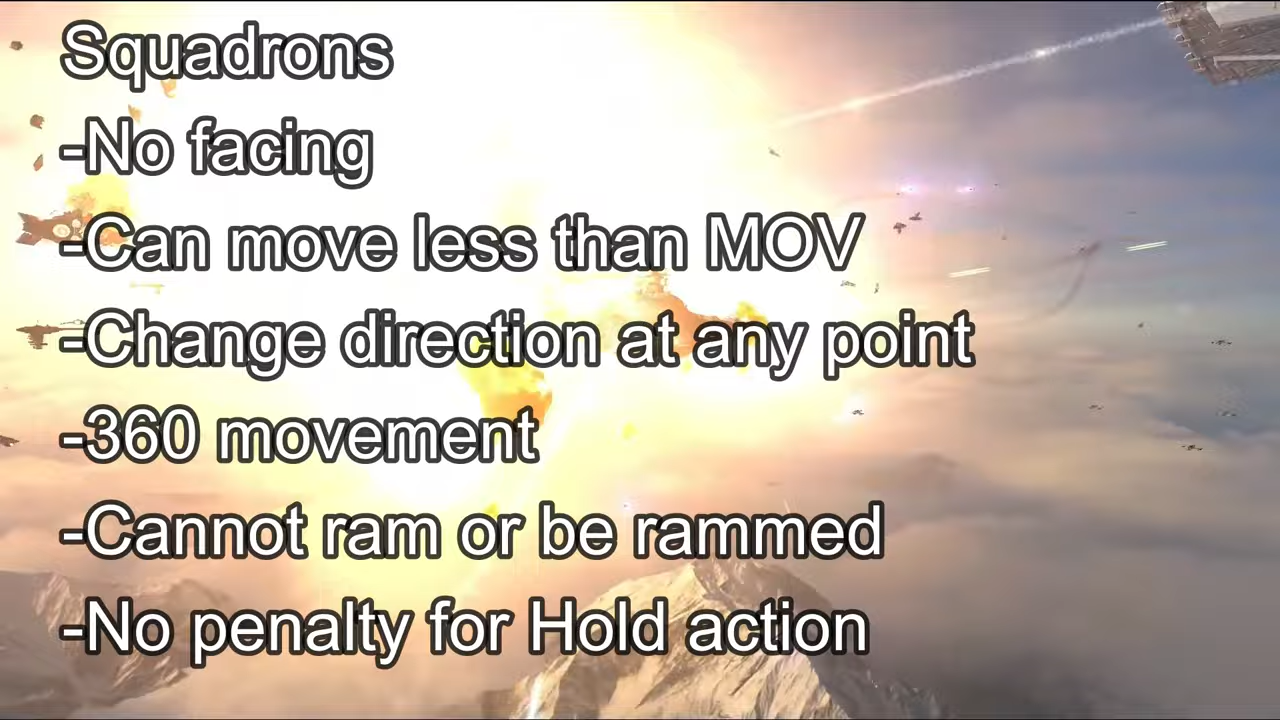 Squadrons
-No facing
-Can move less than MOV
-Change direction at any point
-360 movement
-Cannot ram or be rammed
-No penalty for Hold action